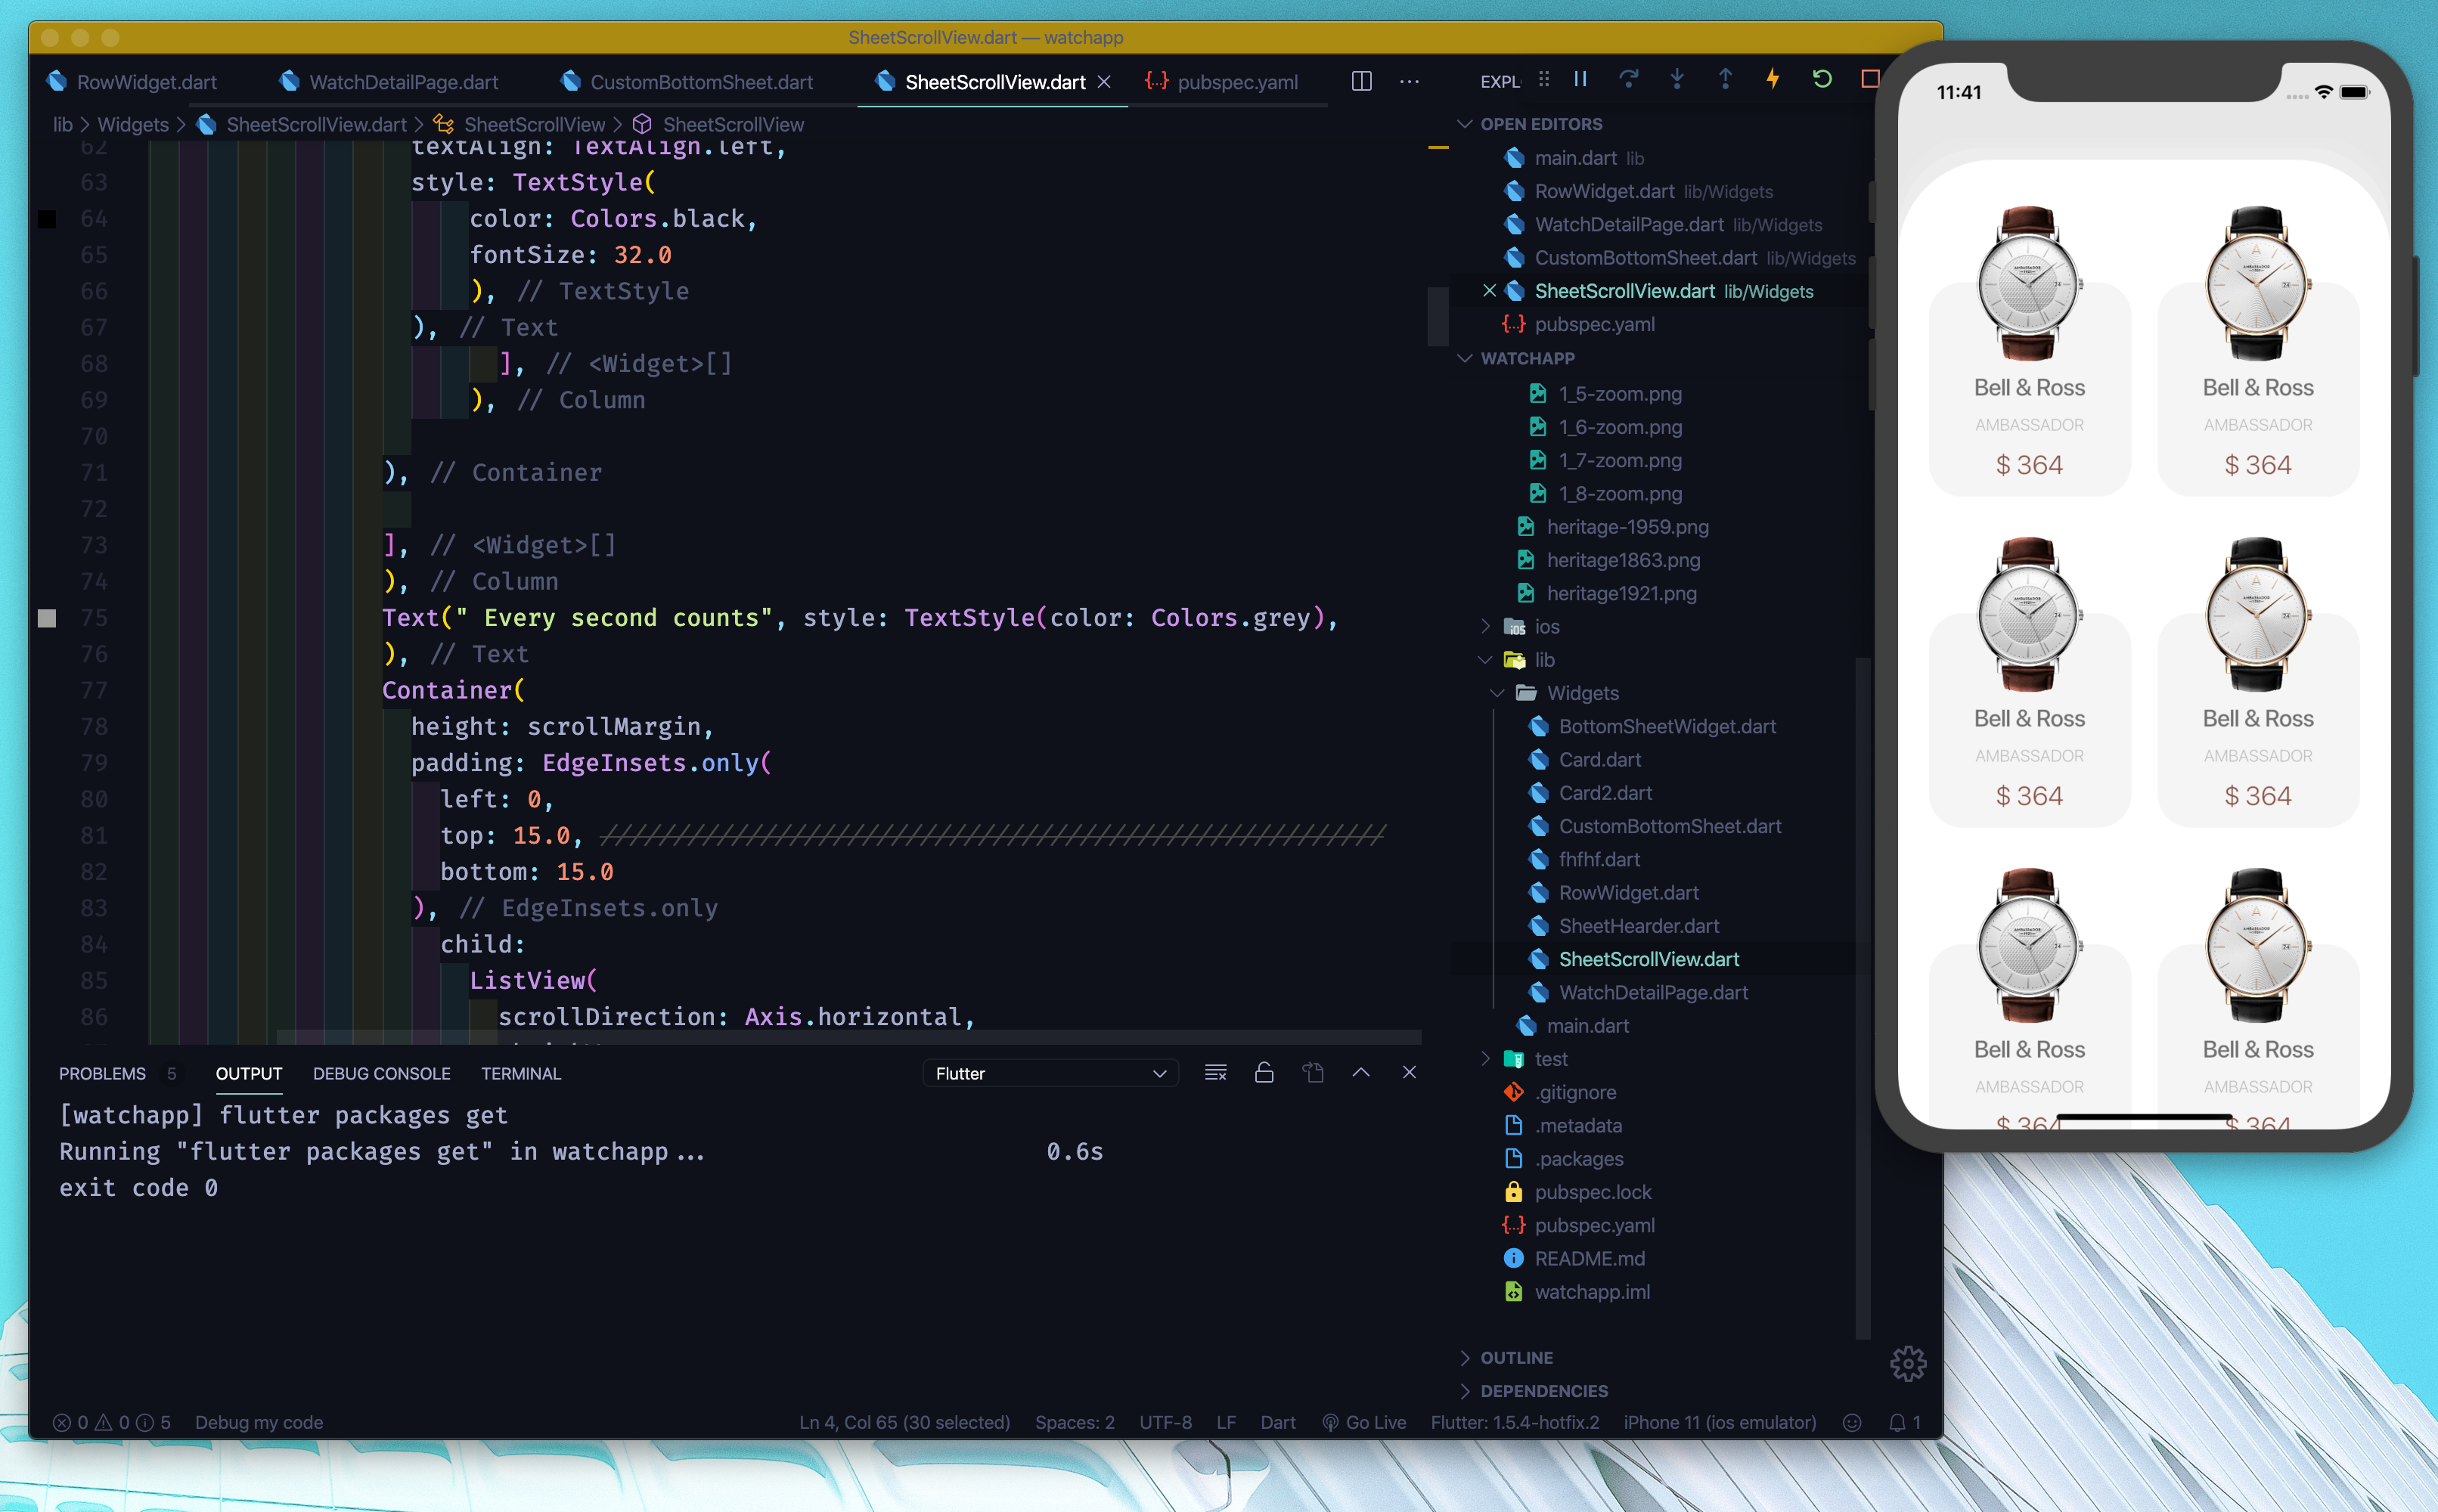 SheetScrollView.dart — watchapp
RowWidget.dart
WatchDetailPage.dart
CustomBottomSheet.dart
SheetScrollView.dart
pubspec.yaml
lib > Widgets > SheetScrollView.dart > SheetScrollView > SheetScrollView
62 textAlign: TextAlign.left,
63 style: TextStyle(
64 color: Colors.black,
65 fontSize: 32.0
66 ), // TextStyle
67 ), // Text
68 ], // <Widget>[]
69 ), // Column
70
71 ), // Container
72
73 ], // <Widget>[]
74 ), // Column
75 Text(" Every second counts", style: TextStyle(color: Colors.grey),
76 ), // Text
77 Container(
78 height: scrollMargin,
79 padding: EdgeInsets.only(
80 left: 0,
81 top: 15.0, //////////////////////////////////////////////////////
82 bottom: 15.0
83 ), // EdgeInsets.only
84 child:
85 ListView(
86 scrollDirection: Axis.horizontal,
PROBLEMS 5 OUTPUT DEBUG CONSOLE TERMINAL
Flutter
[watchapp] flutter packages get
Running "flutter packages get" in watchapp... 0.6s
exit code 0
EXPL
OPEN EDITORS
main.dart lib
RowWidget.dart lib/Widgets
WatchDetailPage.dart lib/Widgets
CustomBottomSheet.dart lib/Widgets
SheetScrollView.dart lib/Widgets
pubspec.yaml
WATCHAPP
1_5-zoom.png
1_6-zoom.png
1_7-zoom.png
1_8-zoom.png
heritage-1959.png
heritage1863.png
heritage1921.png
ios
lib
Widgets
BottomSheetWidget.dart
Card.dart
Card2.dart
CustomBottomSheet.dart
fhfhf.dart
RowWidget.dart
SheetHearder.dart
SheetScrollView.dart
WatchDetailPage.dart
main.dart
test
.gitignore
.metadata
.packages
pubspec.lock
pubspec.yaml
README.md
watchapp.iml
OUTLINE
DEPENDENCIES
0 0 5 Debug my code Ln 4, Col 65 (30 selected) Spaces: 2 UTF-8 LF Dart Go Live Flutter: 1.5.4-hotfix.2 iPhone 11 (ios emulator) 1
11:41
Bell & Ross Bell & Ross
AMBASSADOR AMBASSADOR
$ 364 $ 364
Bell & Ross Bell & Ross
AMBASSADOR AMBASSADOR
$ 364 $ 364
Bell & Ross Bell & Ross
AMBASSADOR AMBASSADOR
$ 364 $ 364